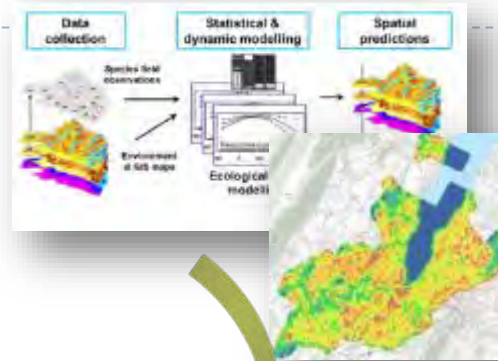 Data
collection
Statistical &
dynamic modelling
Spatial
predictions
Species field
observations
Environment
al GIS maps
Ecological
modelli